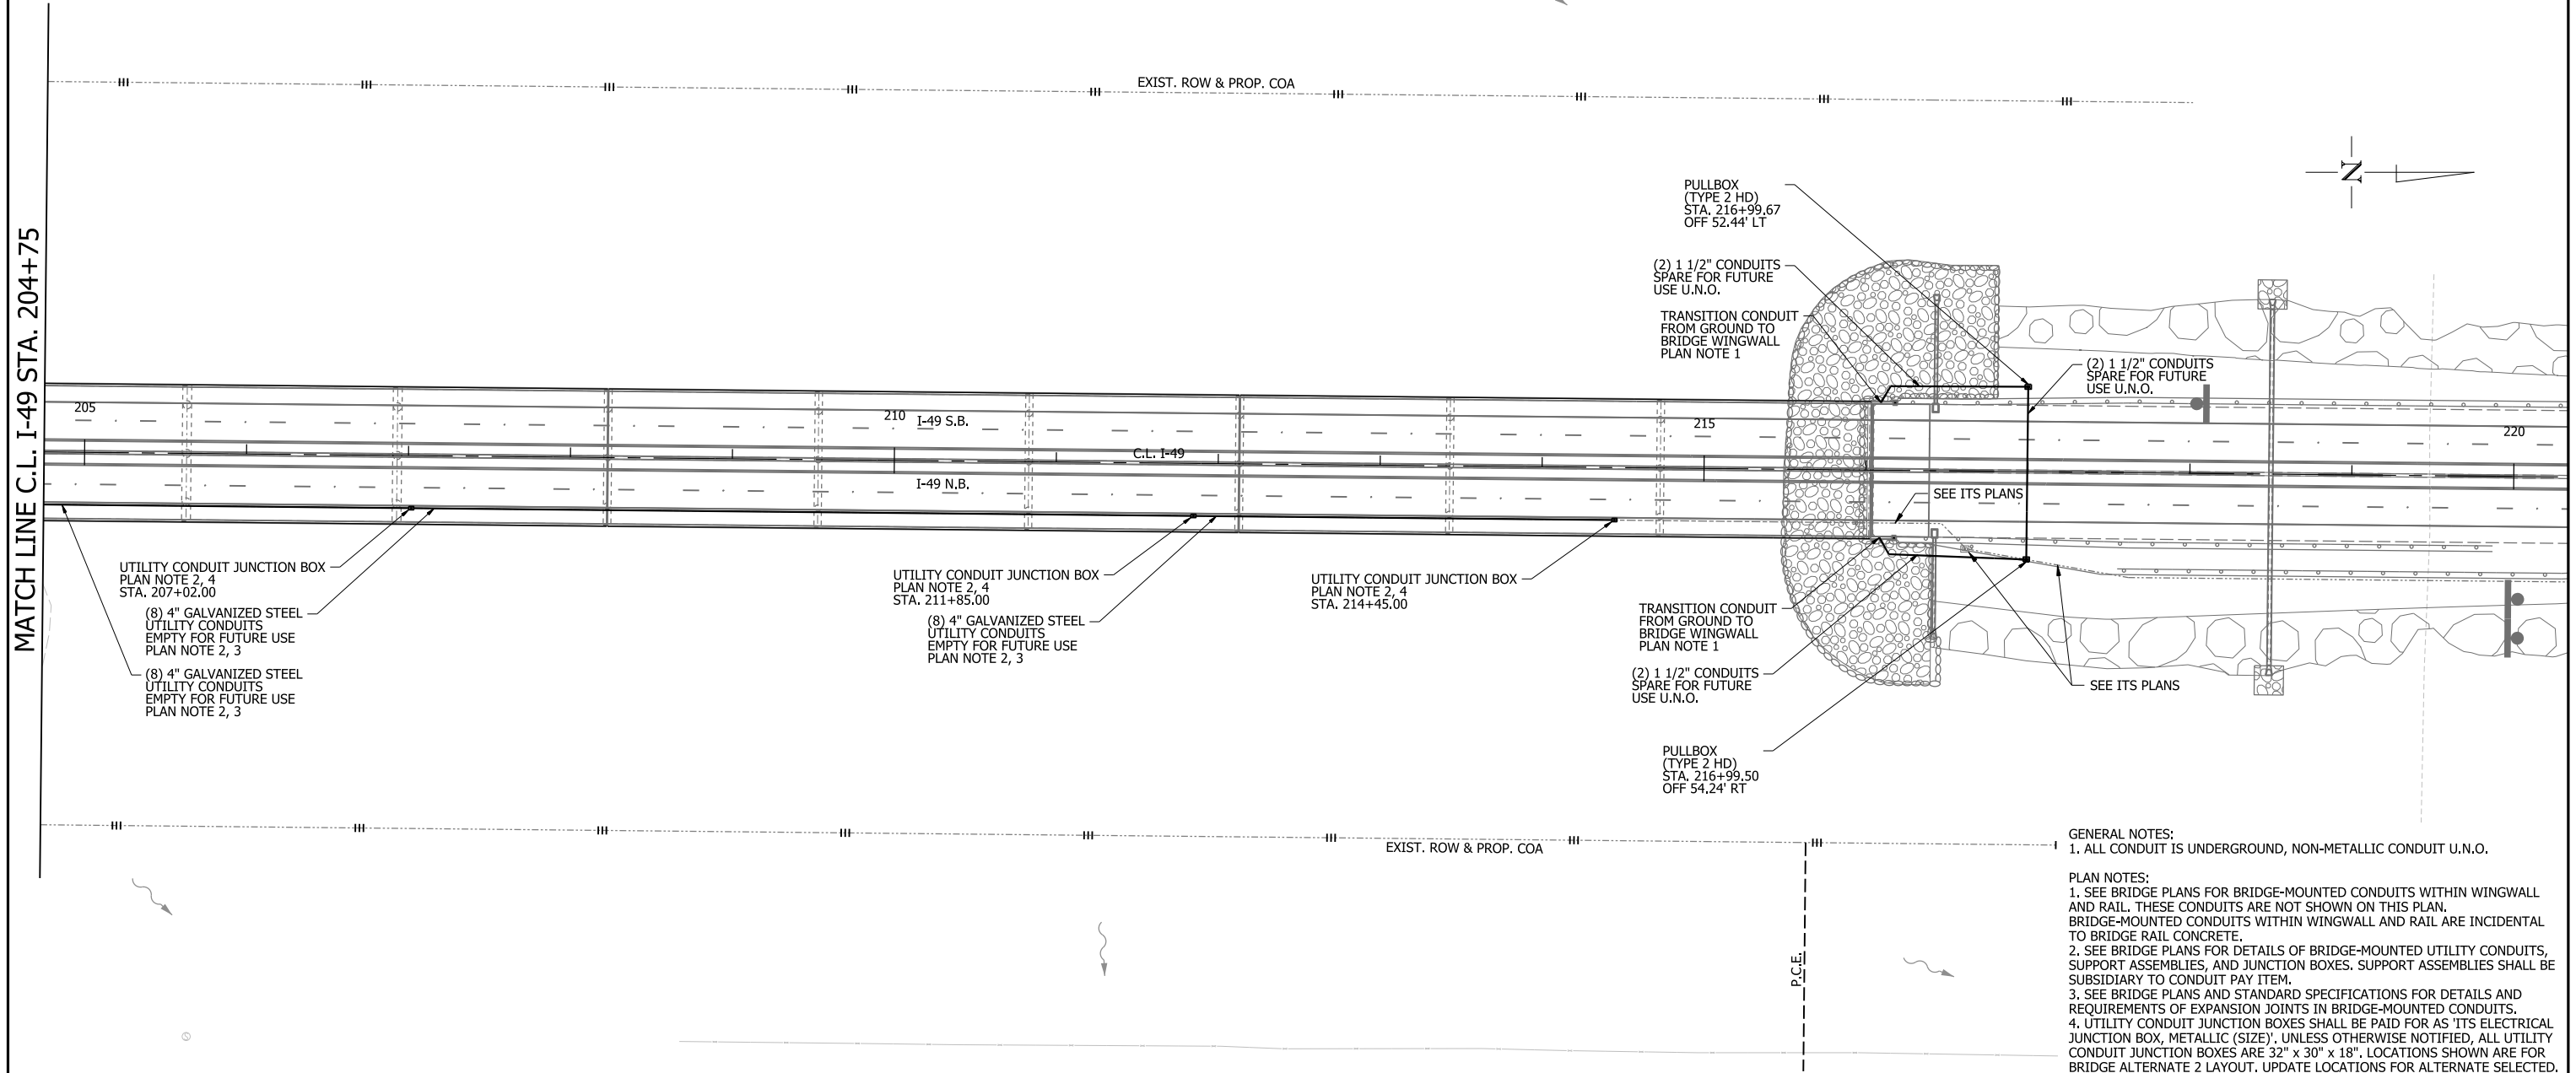 EXIST. ROW & PROP. COA
MATCH LINE C.L. I-49 STA. 204+75
N
PULLBOX
(TYPE 2 HD)
STA. 216+99.67
OFF 52.44' LT
(2) 1 1/2" CONDUITS
SPARE FOR FUTURE
USE U.N.O.
TRANSITION CONDUIT
FROM GROUND TO
BRIDGE WINGWALL
PLAN NOTE 1
(2) 1 1/2" CONDUITS
SPARE FOR FUTURE
USE U.N.O.
205
210
I-49 S.B.
215
220
C.L. I-49
I-49 N.B.
SEE ITS PLANS
UTILITY CONDUIT JUNCTION BOX
PLAN NOTE 2, 4
STA. 207+02.00
(8) 4" GALVANIZED STEEL
UTILITY CONDUITS
EMPTY FOR FUTURE USE
PLAN NOTE 2, 3
(8) 4" GALVANIZED STEEL
UTILITY CONDUITS
EMPTY FOR FUTURE USE
PLAN NOTE 2, 3
UTILITY CONDUIT JUNCTION BOX
PLAN NOTE 2, 4
STA. 211+85.00
(8) 4" GALVANIZED STEEL
UTILITY CONDUITS
EMPTY FOR FUTURE USE
PLAN NOTE 2, 3
UTILITY CONDUIT JUNCTION BOX
PLAN NOTE 2, 4
STA. 214+45.00
TRANSITION CONDUIT
FROM GROUND TO
BRIDGE WINGWALL
PLAN NOTE 1
(2) 1 1/2" CONDUITS
SPARE FOR FUTURE
USE U.N.O.
SEE ITS PLANS
PULLBOX
(TYPE 2 HD)
STA. 216+99.50
OFF 54.24' RT
EXIST. ROW & PROP. COA
P.C.E.
S
GENERAL NOTES:
1. ALL CONDUIT IS UNDERGROUND, NON-METALLIC CONDUIT U.N.O.
PLAN NOTES:
1. SEE BRIDGE PLANS FOR BRIDGE-MOUNTED CONDUITS WITHIN WINGWALL
AND RAIL. THESE CONDUITS ARE NOT SHOWN ON THIS PLAN.
BRIDGE-MOUNTED CONDUITS WITHIN WINGWALL AND RAIL ARE INCIDENTAL
TO BRIDGE RAIL CONCRETE.
2. SEE BRIDGE PLANS FOR DETAILS OF BRIDGE-MOUNTED UTILITY CONDUITS,
SUPPORT ASSEMBLIES, AND JUNCTION BOXES. SUPPORT ASSEMBLIES SHALL BE
SUBSIDIARY TO CONDUIT PAY ITEM.
3. SEE BRIDGE PLANS AND STANDARD SPECIFICATIONS FOR DETAILS AND
REQUIREMENTS OF EXPANSION JOINTS IN BRIDGE-MOUNTED CONDUITS.
4. UTILITY CONDUIT JUNCTION BOXES SHALL BE PAID FOR AS 'ITS ELECTRICAL
JUNCTION BOX, METALLIC (SIZE)'. UNLESS OTHERWISE NOTIFIED, ALL UTILITY
CONDUIT JUNCTION BOXES ARE 32" x 30" x 18". LOCATIONS SHOWN ARE FOR
BRIDGE ALTERNATE 2 LAYOUT. UPDATE LOCATIONS FOR ALTERNATE SELECTED.